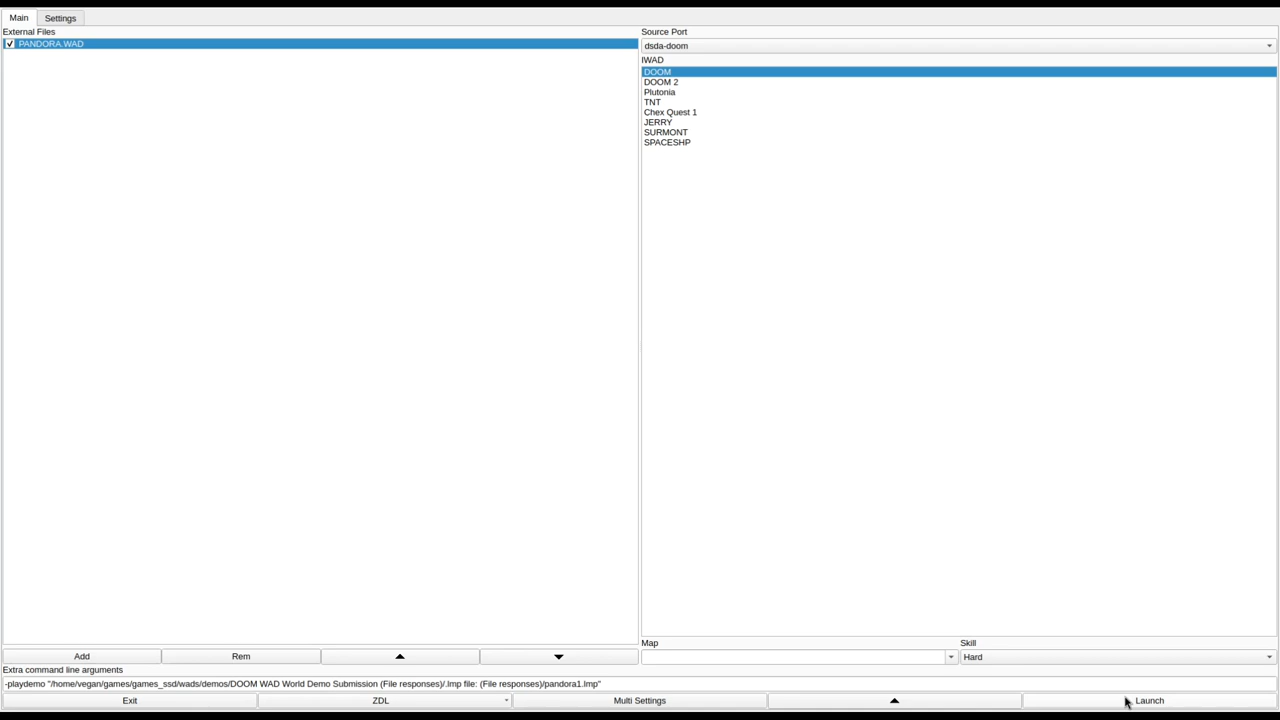 Main Settings
External Files
PANDORA.WAD
Source Port
dsda-doom
IWAD
DOOM
DOOM 2
Plutonia
TNT
Chex Quest 1
JERRY
SURMONT
SPACESHP
Map Skill
Hard
Add Rem
Extra command line arguments
-playdemo "/home/vegan/games/games_ssd/wads/demos/DOOM WAD World Demo Submission (File responses)/.lmp file: (File responses)/pandora1.lmp"
Exit ZDL Multi Settings Launch